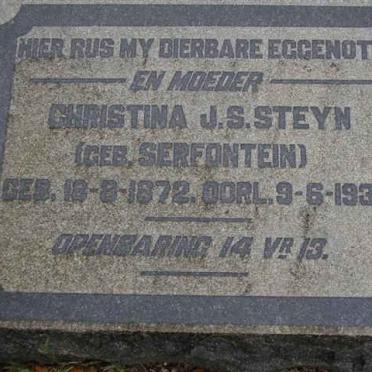 HIER RUS MY DIERBARE EGGENOT
EN MOEDER
CHRISTINA J.S. STEYN
(GEB. SERFONTEIN)
GEB. 18-8-1872. OORL. 9-6-193
OPENBARING 14 VR 13.